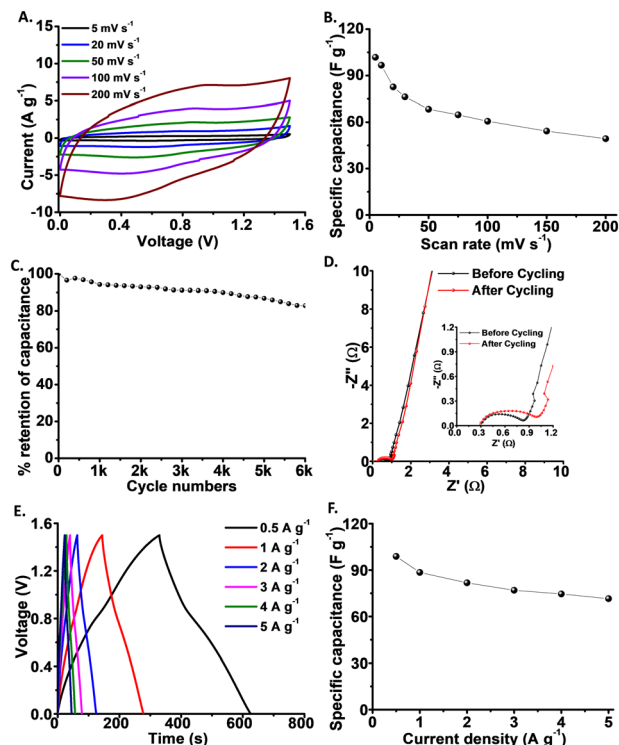 A.
15
10
5
0
-5
-10
0.0 0.4 0.8 1.2 1.6
Current (A g-1)
Voltage (V)
5 mV s-1
20 mV s-1
50 mV s-1
100 mV s-1
200 mV s-1
B.
120
90
60
30
0
0 50 100 150 200
Specific capacitance (F g-1)
Scan rate (mV s-1)
C.
100
80
60
40
20
0
0 1k 2k 3k 4k 5k 6k
% retention of capacitance
Cycle numbers
D.
10
8
6
4
2
0
0 2 4 6 8 10
-Z" (Ω)
Z' (Ω)
Before Cycling
After Cycling
1.2
0.9
0.6
0.3
0.0
0.0 0.3 0.6 0.9 1.2
-Z" (Ω)
Z' (Ω)
Before Cycling
After Cycling
E.
1.6
1.2
0.8
0.4
0.0
0 200 400 600 800
Voltage (V)
Time (s)
0.5 A g-1
1 A g-1
2 A g-1
3 A g-1
4 A g-1
5 A g-1
F.
120
90
60
30
0
1 2 3 4 5
Specific capacitance (F g-1)
Current density (A g-1)